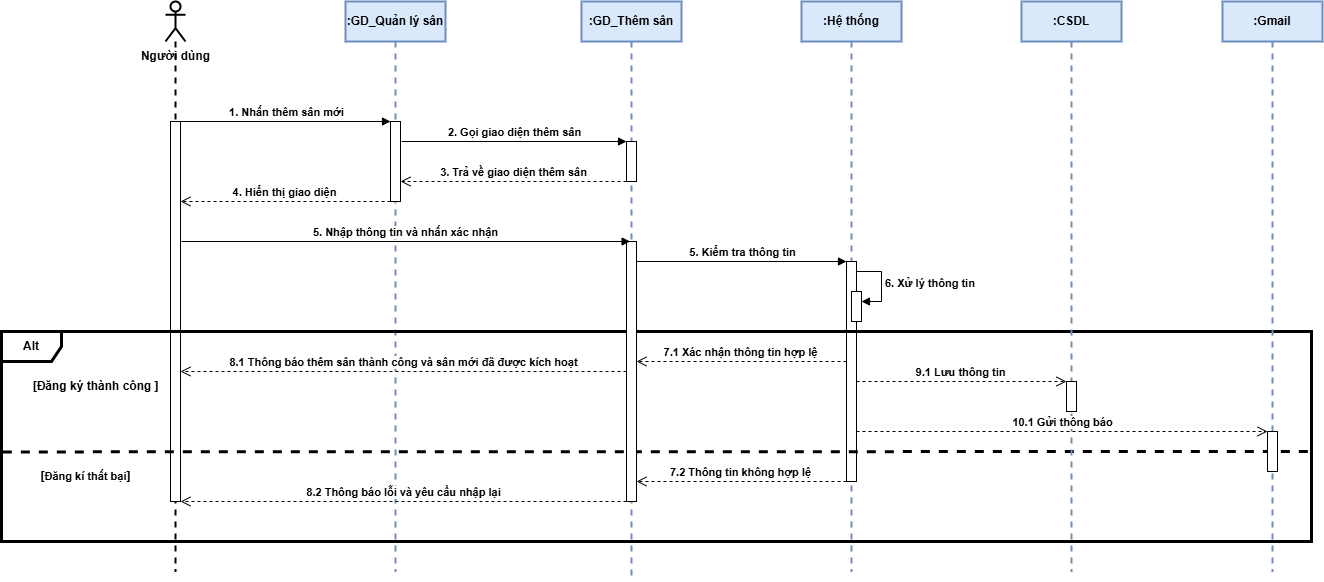 :GD_Quản lý sân
:GD_Thêm sân
:Hệ thống
:CSDL
:Gmail
Người dùng
1. Nhấn thêm sân mới
2. Gọi giao diện thêm sân
3. Trả về giao diện thêm sân
4. Hiển thị giao diện
5. Nhập thông tin và nhấn xác nhận
5. Kiểm tra thông tin
6. Xử lý thông tin
Alt
7.1 Xác nhận thông tin hợp lệ
8.1 Thông báo thêm sân thành công và sân mới đã được kích hoạt
[Đăng ký thành công ]
9.1 Lưu thông tin
10.1 Gửi thông báo
[Đăng kí thất bại]
7.2 Thông tin không hợp lệ
8.2 Thông báo lỗi và yêu cầu nhập lại